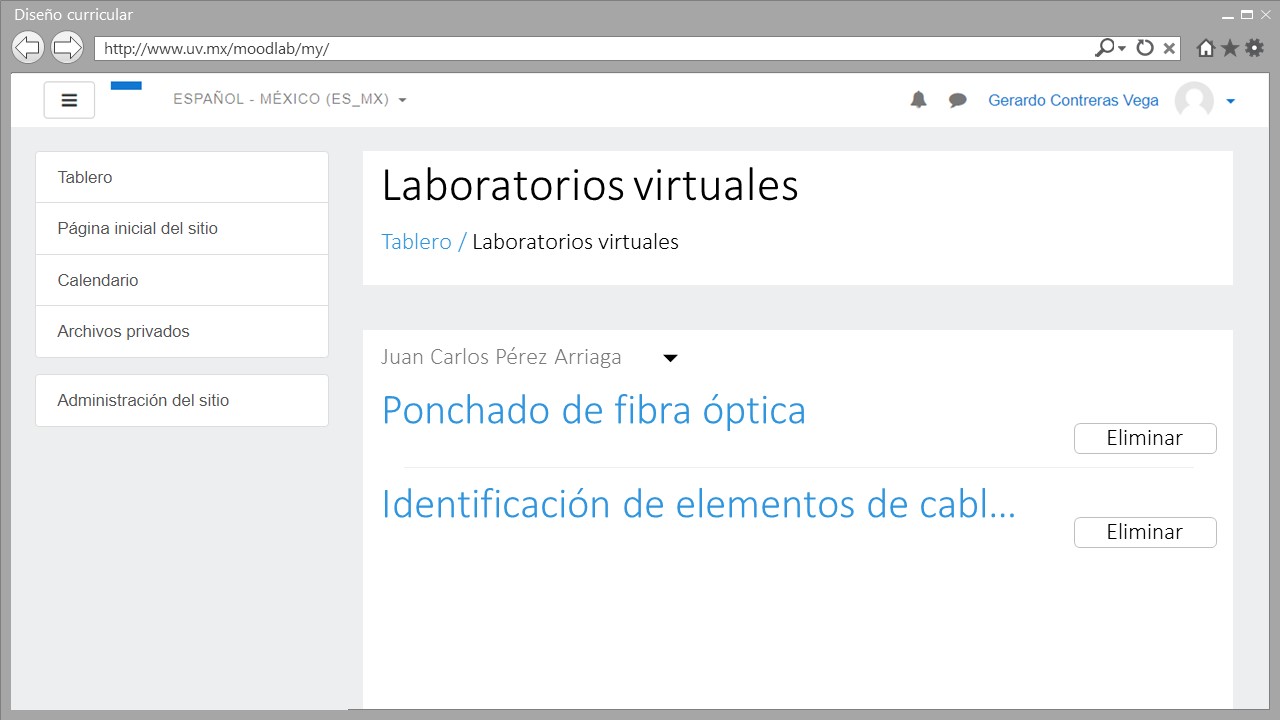 Diseño curricular
http://www.uv.mx/moodlab/my/
ESPAÑOL - MÉXICO (ES_MX)
Gerardo Contreras Vega
Tablero
Página inicial del sitio
Calendario
Archivos privados
Administración del sitio
Laboratorios virtuales
Tablero / Laboratorios virtuales
Juan Carlos Pérez Arriaga
Ponchado de fibra óptica
Eliminar
Identificación de elementos de cabl...
Eliminar